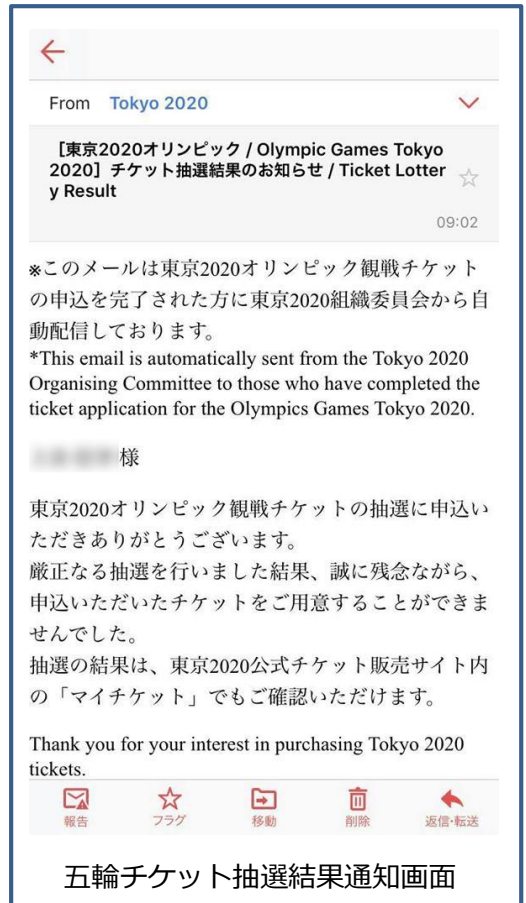 From Tokyo 2020
［東京2020オリンピック / Olympic Games Tokyo
2020］チケット抽選結果のお知らせ / Ticket Lotter
y Result
09:02
※このメールは東京2020オリンピック観戦チケット
の申込を完了された方に東京2020組織委員会から自
動配信しております。
*This email is automatically sent from the Tokyo 2020
Organising Committee to those who have completed the
ticket application for the Olympics Games Tokyo 2020.
様
東京2020オリンピック観戦チケットの抽選に申込い
ただきありがとうございます。
厳正なる抽選を行いました結果、誠に残念ながら、
申込いただいたチケットをご用意することができま
せんでした。
抽選の結果は、東京2020公式チケット販売サイト内
の「マイチケット」でもご確認いただけます。
Thank you for your interest in purchasing Tokyo 2020
tickets.
報告 フラグ 移動 削除 返信・転送
五輪チケット抽選結果通知画面